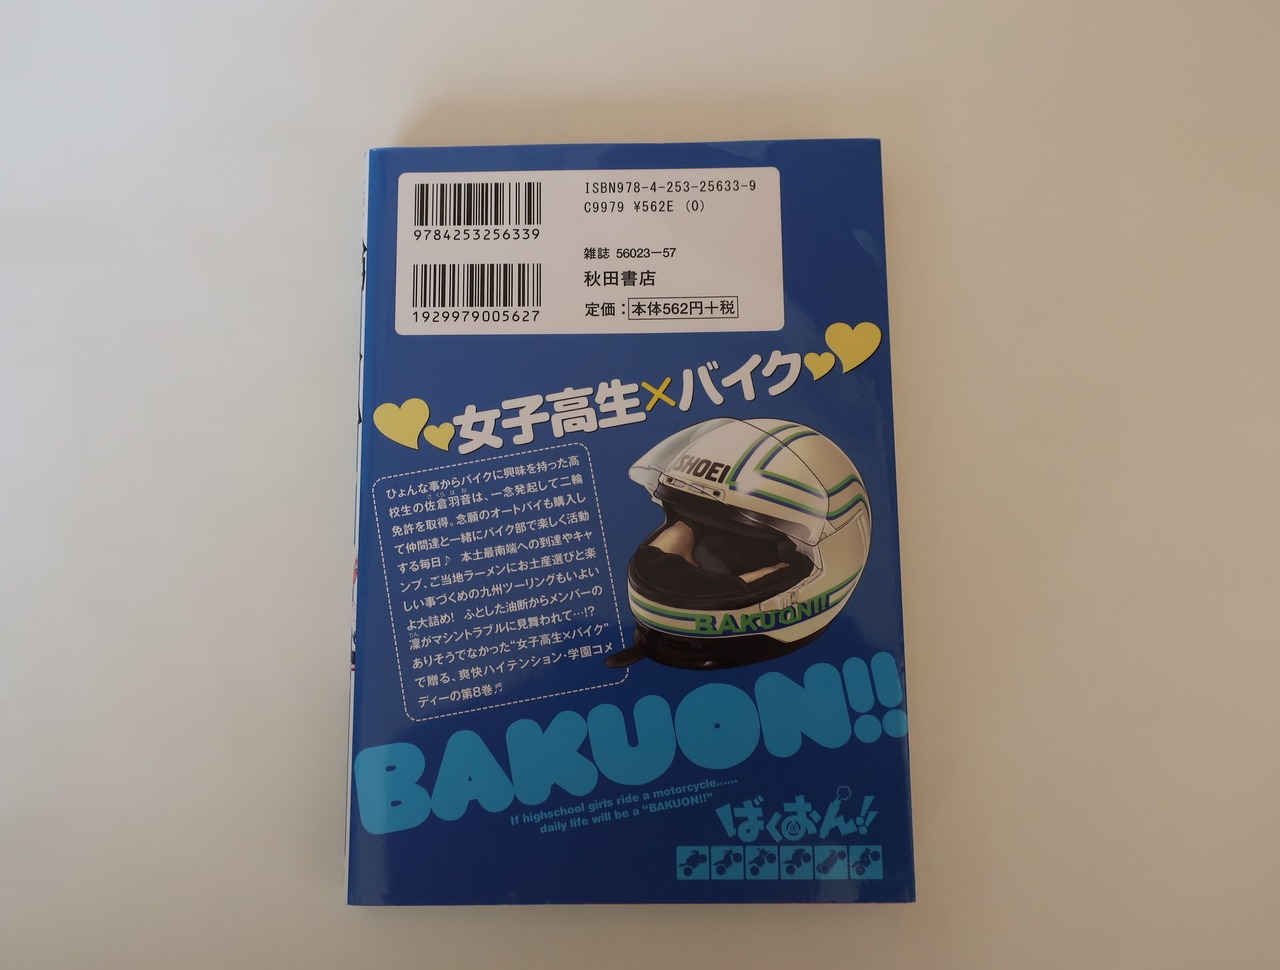 ISBN978-4-253-25633-9
C9979 ¥562E (0)
9784253256339
雑誌 56023-57
秋田書店
1929979005627
定価：本体562円+税
女子高生×バイク
ひょんな事からバイクに興味を持った高
校生の佐倉羽音は、一念発起して二輪
さくら はね
免許を取得。念願のオートバイも購入し
て仲間達と一緒にバイク部で楽しく活動
する毎日♪ 本土最南端への到達やキャ
ンプ、ご当地ラーメンにお土産選びと楽
しい事づくめの九州ツーリングもいよい
よ大詰め! ふとした油断からメンバーの
りん
凜がマシントラブルに見舞われて…!?
ありそうでなかった“女子高生×バイク”
で贈る、爽快ハイテンション・学園コメ
ディーの第8巻♬
SHOEI
BAKUON!!
BAKUON!!
If highschool girls ride a motorcycle......
daily life will be a “BAKUON!!”
ばくおん!!